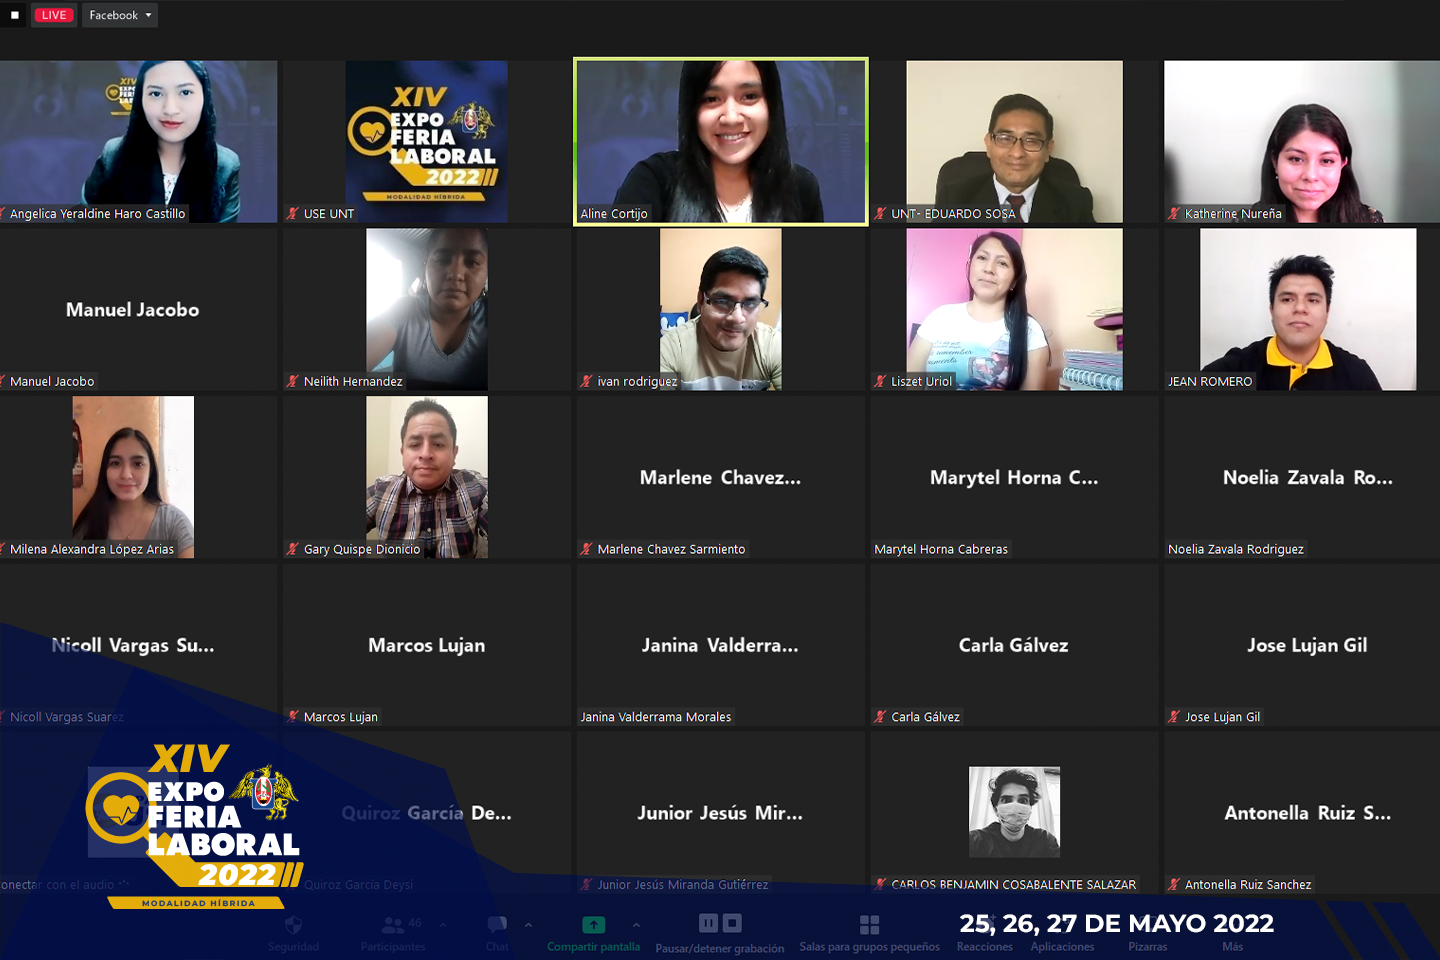 LIVE
Facebook
Angelica Yeraldine Haro Castillo
XIV
EXPO
FERIA
LABORAL
2022
MODALIDAD HÍBRIDA
USE UNT
Aline Cortijo
UNT- EDUARDO SOSA
Katherine Nureña
Manuel Jacobo
Manuel Jacobo
Neilith Hernandez
ivan rodriguez
Liszet Uriol
JEAN ROMERO
Milena Alexandra López Arias
Gary Quispe Dionicio
Marlene Chavez...
Marlene Chavez Sarmiento
Marytel Horna C...
Marytel Horna Cabreras
Noelia Zavala Ro...
Noelia Zavala Rodriguez
Nicoll Vargas Su...
Nicoll Vargas Suarez
Marcos Lujan
Marcos Lujan
Janina Valderra...
Janina Valderrama Morales
Carla Gálvez
Carla Gálvez
Jose Lujan Gil
Jose Lujan Gil
XIV
EXPO
FERIA
LABORAL
2022
MODALIDAD HÍBRIDA
onectar con el audio
Quiroz García De...
Quiroz García Deysi
Junior Jesús Mir...
Junior Jesús Miranda Gutiérrez
CARLOS BENJAMIN COSABALENTE SALAZAR
Antonella Ruiz S...
Antonella Ruiz Sanchez
25, 26, 27 DE MAYO 2022
Seguridad
Participantes
46
Chat
Compartir pantalla
Pausar/detener grabación
Salas para grupos pequeños
Reacciones
Aplicaciones
Pizarras
Más